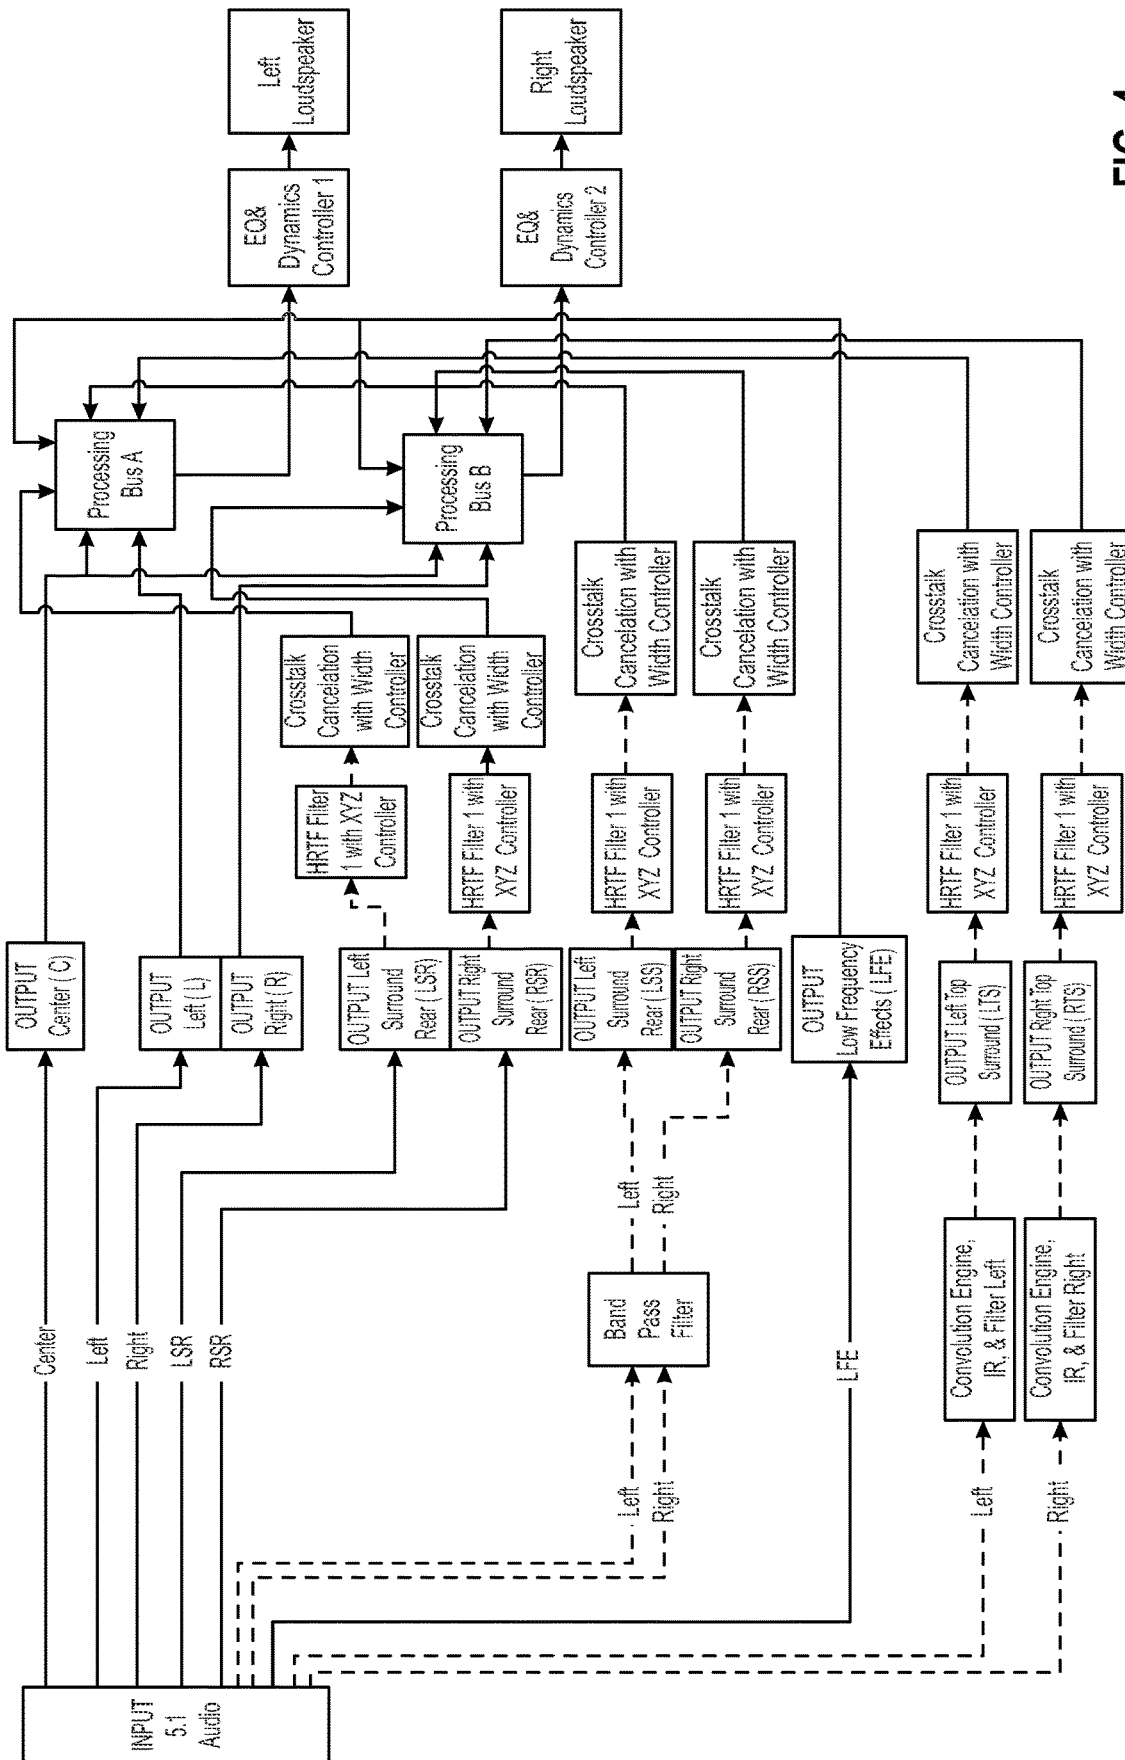 INPUT
5.1
Audio
Center
Left
Right
LSR
RSR
Left
Right
LFE
Left
Right
Band
Pass
Filter
Left
Right
Convolution Engine,
IR, & Filter Left
Convolution Engine,
IR, & Filter Right
OUTPUT
Center ( C )
OUTPUT
Left ( L )
OUTPUT
Right ( R )
OUTPUT Left
Surround
Rear ( LSR)
OUTPUT Right
Surround
Rear ( RSR)
OUTPUT Left
Surround
Rear ( LSS)
OUTPUT Right
Surround
Rear ( RSS)
OUTPUT
Low Frequency
Effects ( LFE)
OUTPUT Left Top
Surround ( LTS)
OUTPUT Right Top
Surround (RTS)
HRTF Filter
1 with XYZ
Controller
HRTF Filter 1 with
XYZ Controller
HRTF Filter 1 with
XYZ Controller
HRTF Filter 1 with
XYZ Controller
HRTF Filter 1 with
XYZ Controller
HRTF Filter 1 with
XYZ Controller
Crosstalk
Cancelation
with Width
Controller
Crosstalk
Cancelation
with Width
Controller
Crosstalk
Cancelation with
Width Controller
Crosstalk
Cancelation with
Width Controller
Crosstalk
Cancelation with
Width Controller
Crosstalk
Cancelation with
Width Controller
Processing
Bus A
Processing
Bus B
EQ&
Dynamics
Controller 1
EQ&
Dynamics
Controller 2
Left
Loudspeaker
Right
Loudspeaker
FIG.